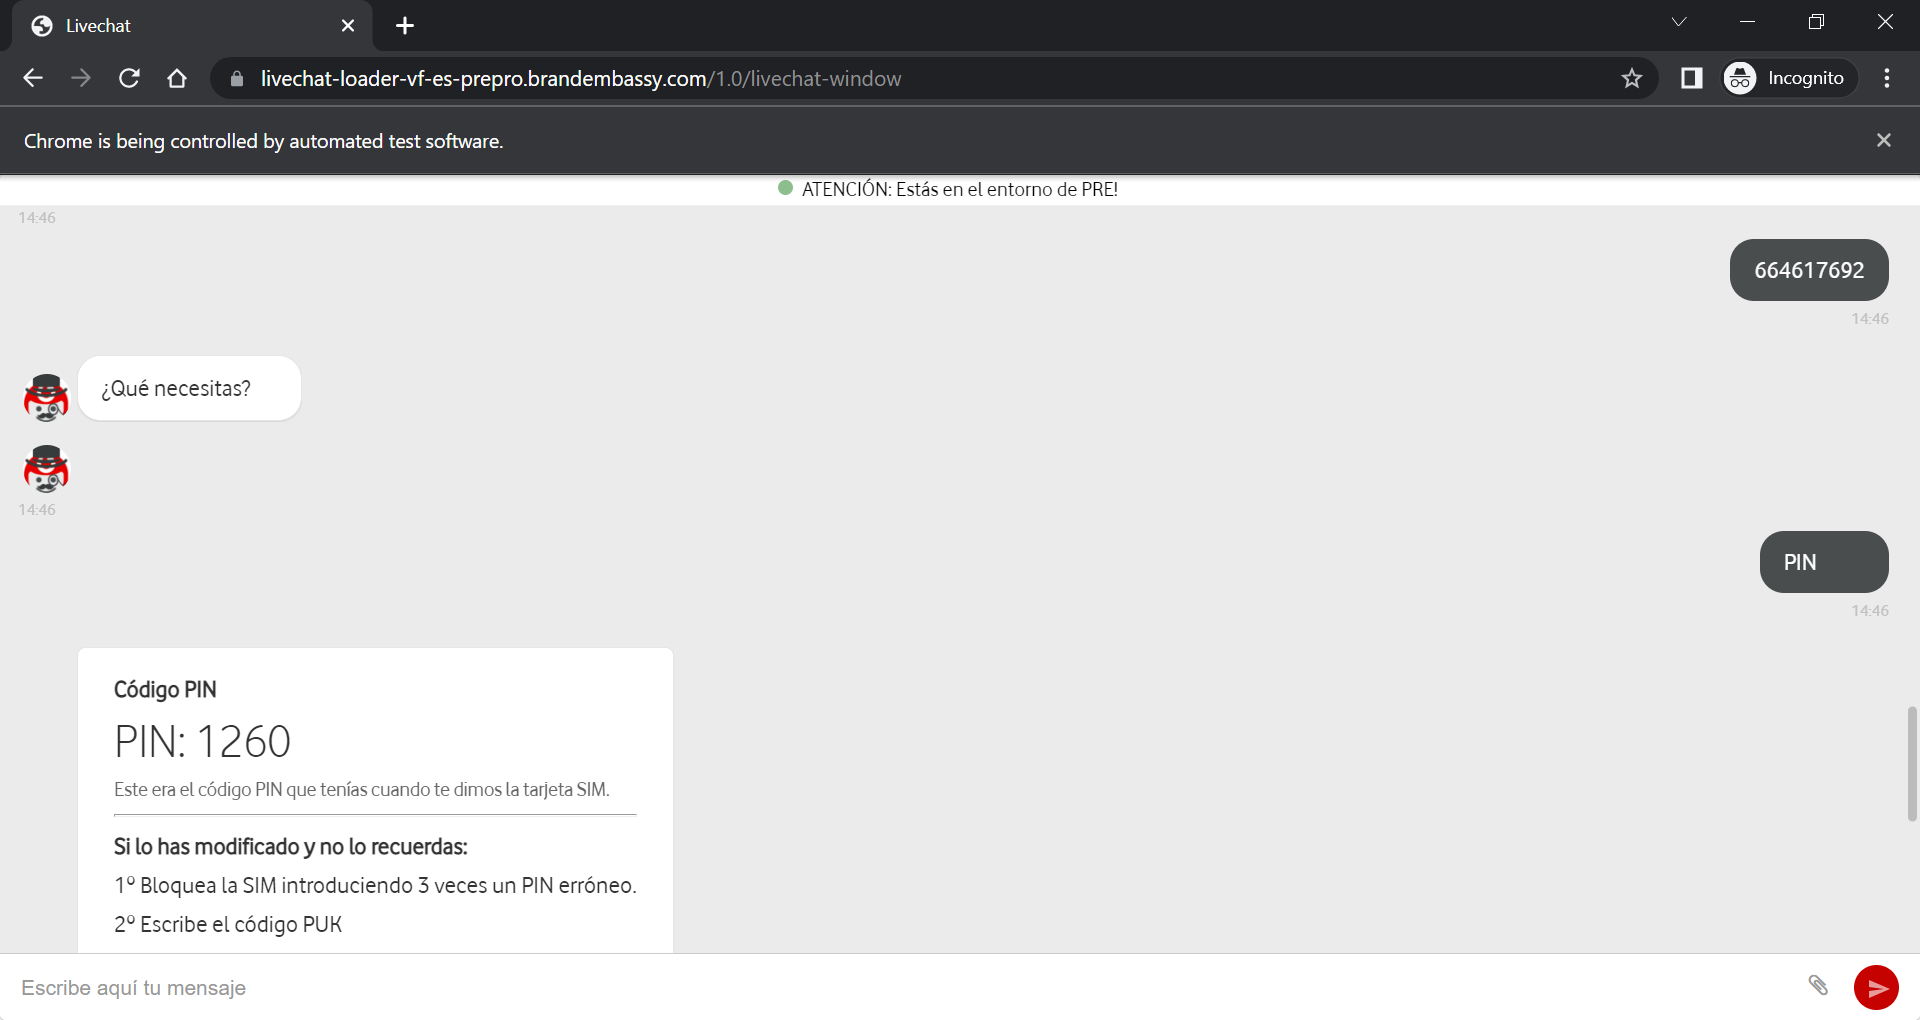 Livechat
livechat-loader-vf-es-prepro.brandembassy.com/1.0/livechat-window
Incognito
Chrome is being controlled by automated test software.
ATENCIÓN: Estás en el entorno de PRE!
14:46
664617692
14:46
¿Qué necesitas?
14:46
PIN
14:46
Código PIN
PIN: 1260
Este era el código PIN que tenías cuando te dimos la tarjeta SIM.
Si lo has modificado y no lo recuerdas:
1º Bloquea la SIM introduciendo 3 veces un PIN erróneo.
2º Escribe el código PUK
Escribe aquí tu mensaje